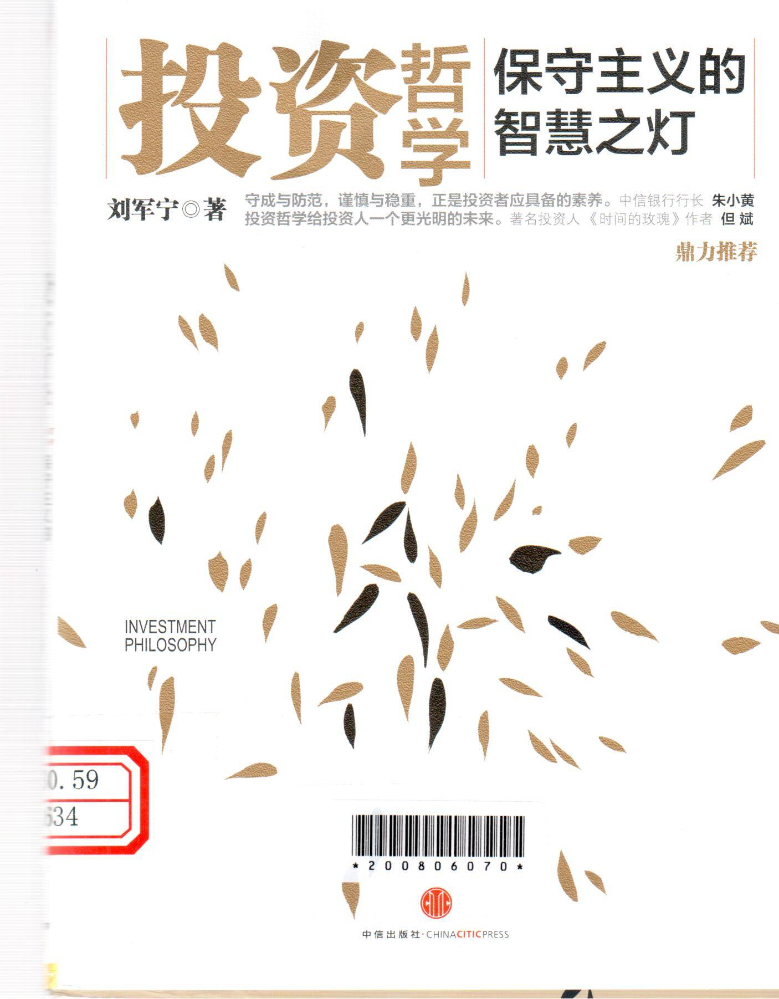 投资哲学
保守主义的
智慧之灯
刘军宁◎著
守成与防范，谨慎与稳重，正是投资者应具备的素养。中信银行行长 朱小黄
投资哲学给投资人一个更光明的未来。著名投资人《时间的玫瑰》作者 但斌
鼎力推荐
INVESTMENT
PHILOSOPHY
0.59
634
*200806070*
中信出版社·CHINACITICPRESS